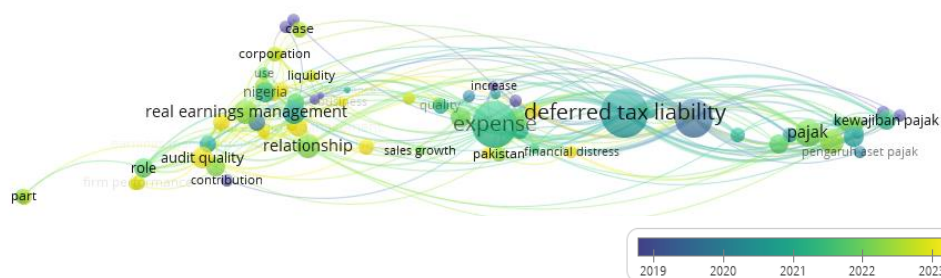 case
corporation
use
liquidity
nigeria
real earnings management
relationship
audit quality
role
firm performance
contribution
part
increase
quality
expense
sales growth
pakistan
financial distress
deferred tax liability
pajak
kewajiban pajak
pengaruh aset pajak
2019 2020 2021 2022 2023